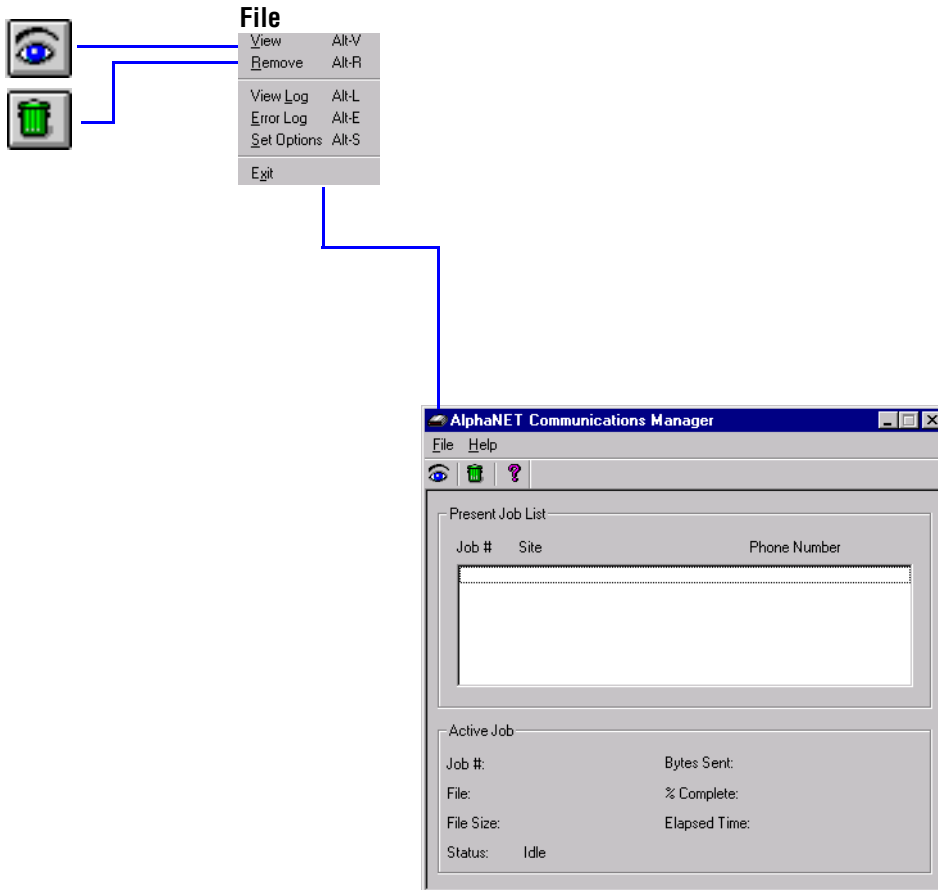 File
View Alt-V
Remove Alt-R
View Log Alt-L
Error Log Alt-E
Set Options Alt-S
Exit
AlphaNET Communications Manager
File Help
Present Job List
Job # Site Phone Number
Active Job
Job #: Bytes Sent:
File: % Complete:
File Size: Elapsed Time:
Status: Idle